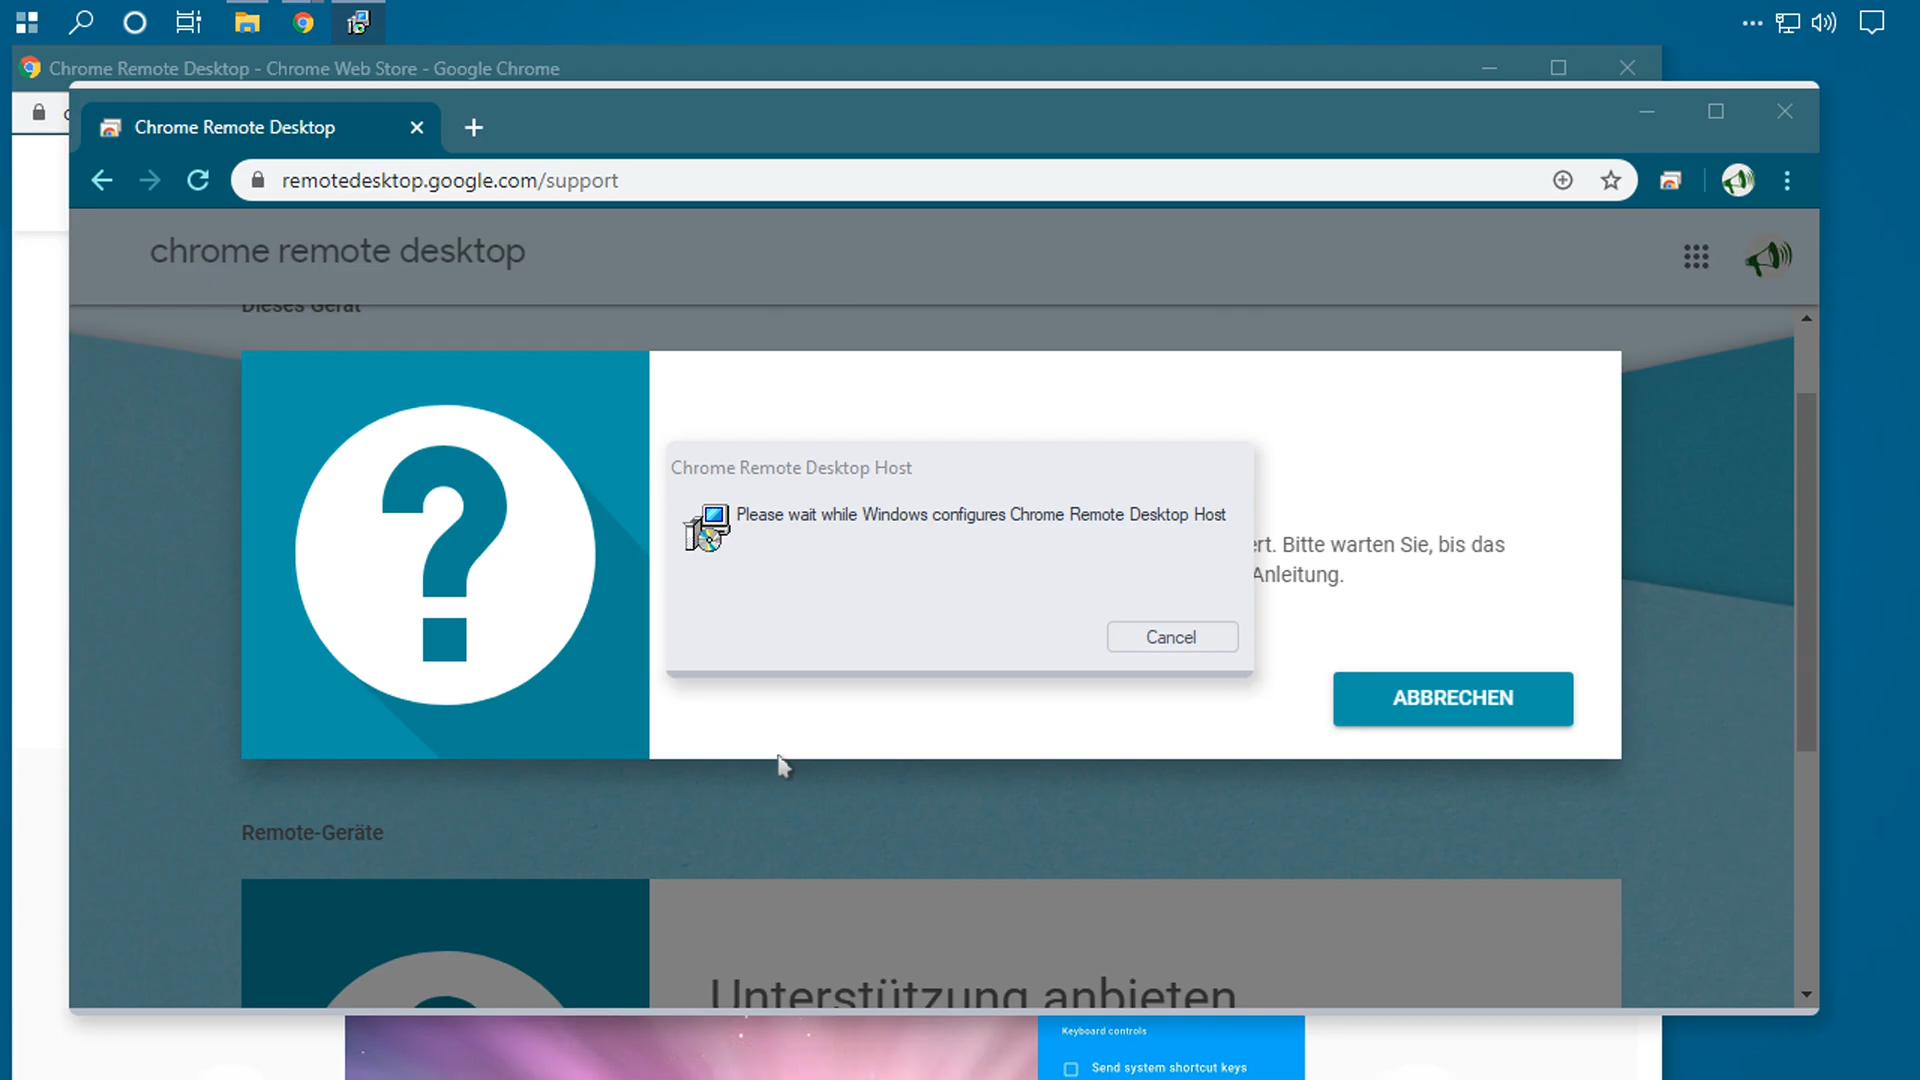 Chrome Remote Desktop - Chrome Web Store - Google Chrome
Chrome Remote Desktop
remotedesktop.google.com/support
chrome remote desktop
Dieses Gerät
Chrome Remote Desktop Host
Please wait while Windows configures Chrome Remote Desktop Host
Bitte warten Sie, bis das
Anleitung.
Cancel
ABBRECHEN
Remote-Geräte
Unterstützung anbieten
Keyboard controls
Send system shortcut keys